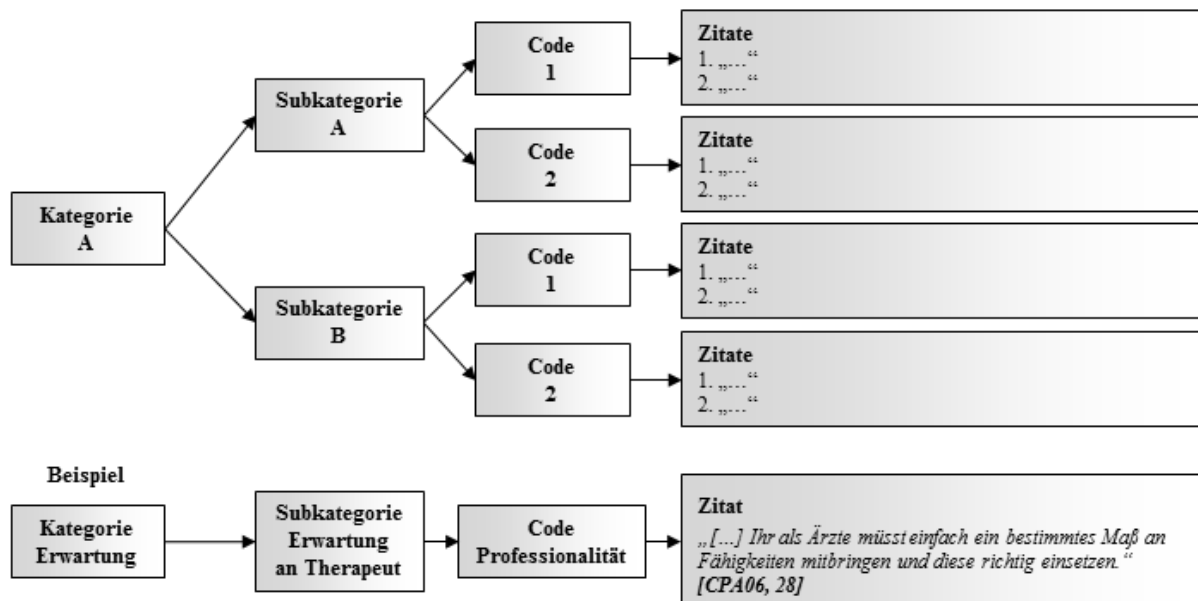 Code
1
Zitate
1. „…“
2. „…“
Subkategorie
A
Code
2
Zitate
1. „…“
2. „…“
Kategorie
A
Code
1
Zitate
1. „…“
2. „…“
Subkategorie
B
Code
2
Zitate
1. „…“
2. „…“
Beispiel
Kategorie
Erwartung
Subkategorie
Erwartung
an Therapeut
Code
Professionalität
Zitat
„[…] Ihr als Ärzte müsst einfach ein bestimmtes Maß an
Fähigkeiten mitbringen und diese richtig einsetzen.“
[CPA06, 28]